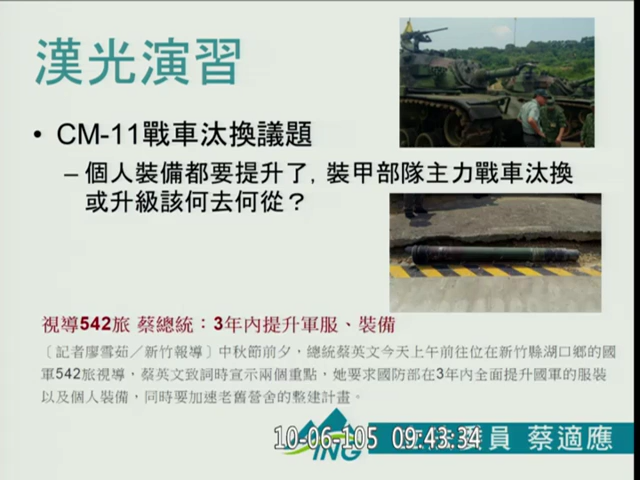 漢光演習
• CM-11戰車汰換議題
– 個人裝備都要提升了, 裝甲部隊主力戰車汰換
或升級該何去何從？
視導542旅 蔡總統：3年內提升軍服、裝備
〔記者廖雪茹／新竹報導〕中秋節前夕，總統蔡英文今天上午前往位在新竹縣湖口鄉的國
軍542旅視導，蔡英文致詞時宣示兩個重點，她要求國防部在3年內全面提升國軍的服裝
以及個人裝備，同時要加速老舊營舍的整建計畫。
10-06-105 09:43:34
ING
委員 蔡適應